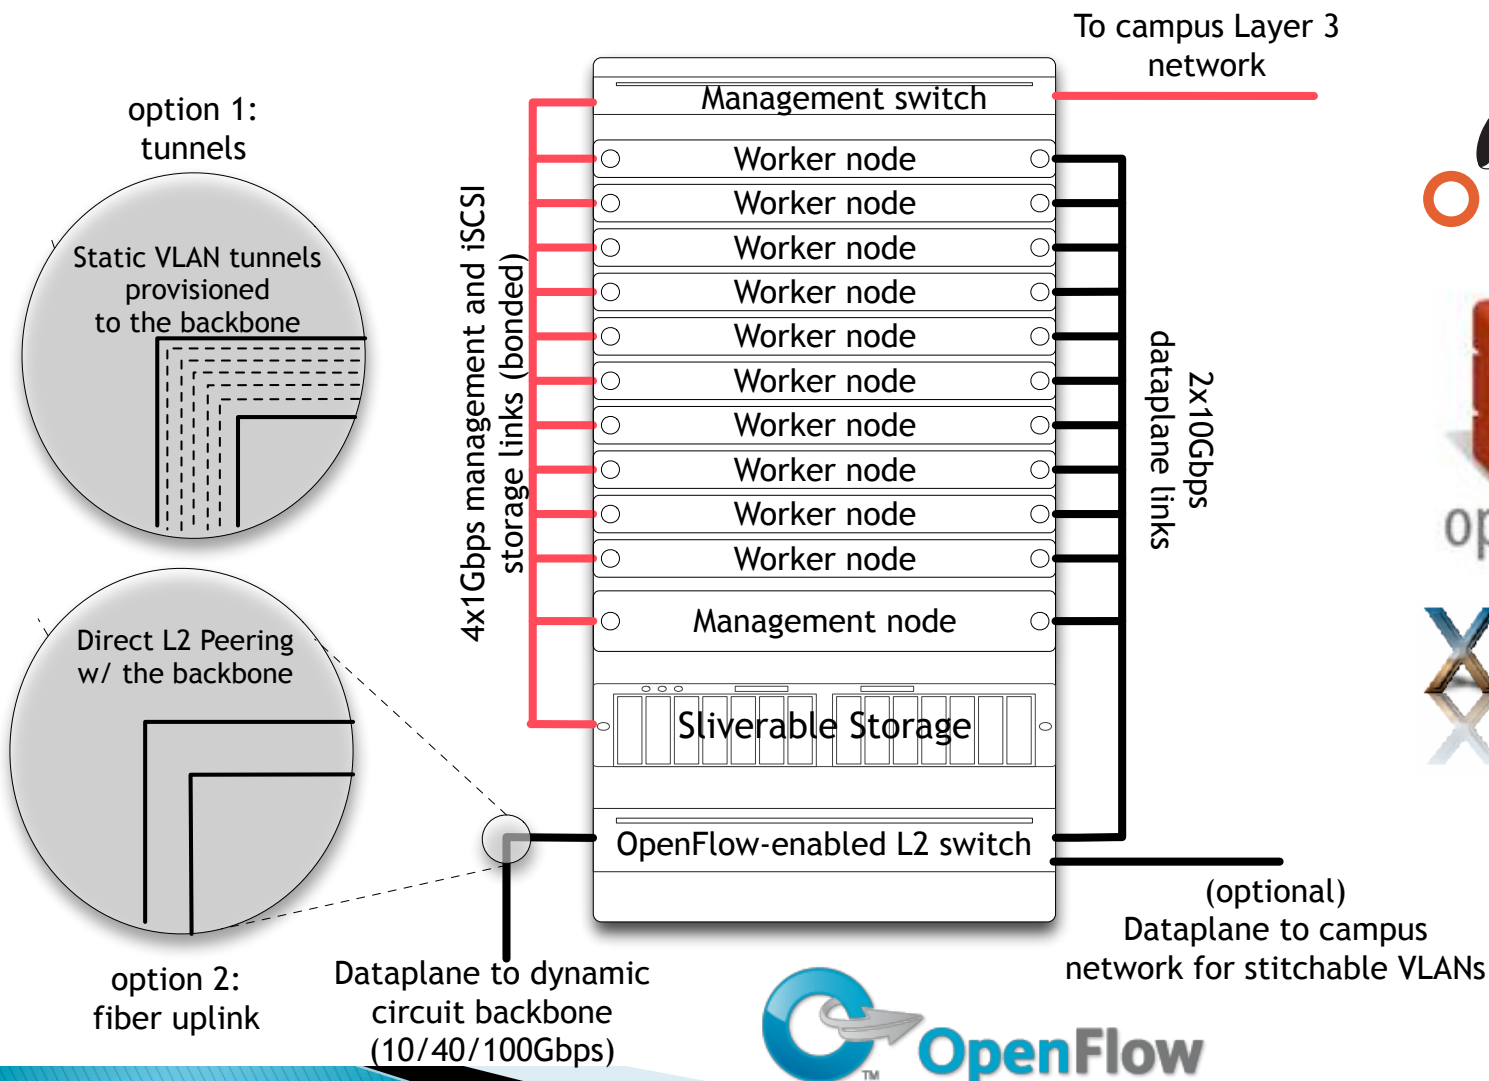 To campus Layer 3
network
option 1:
tunnels
Static VLAN tunnels
provisioned
to the backbone
4x1Gbps management and iSCSI
storage links (bonded)
Management switch
Worker node
Worker node
Worker node
Worker node
Worker node
Worker node
Worker node
Worker node
Worker node
Worker node
Management node
Sliverable Storage
OpenFlow-enabled L2 switch
2x10Gbps
dataplane links
Direct L2 Peering
w/ the backbone
option 2:
fiber uplink
Dataplane to dynamic
circuit backbone
(10/40/100Gbps)
(optional)
Dataplane to campus
network for stitchable VLANs
OpenFlow
TM
op
X